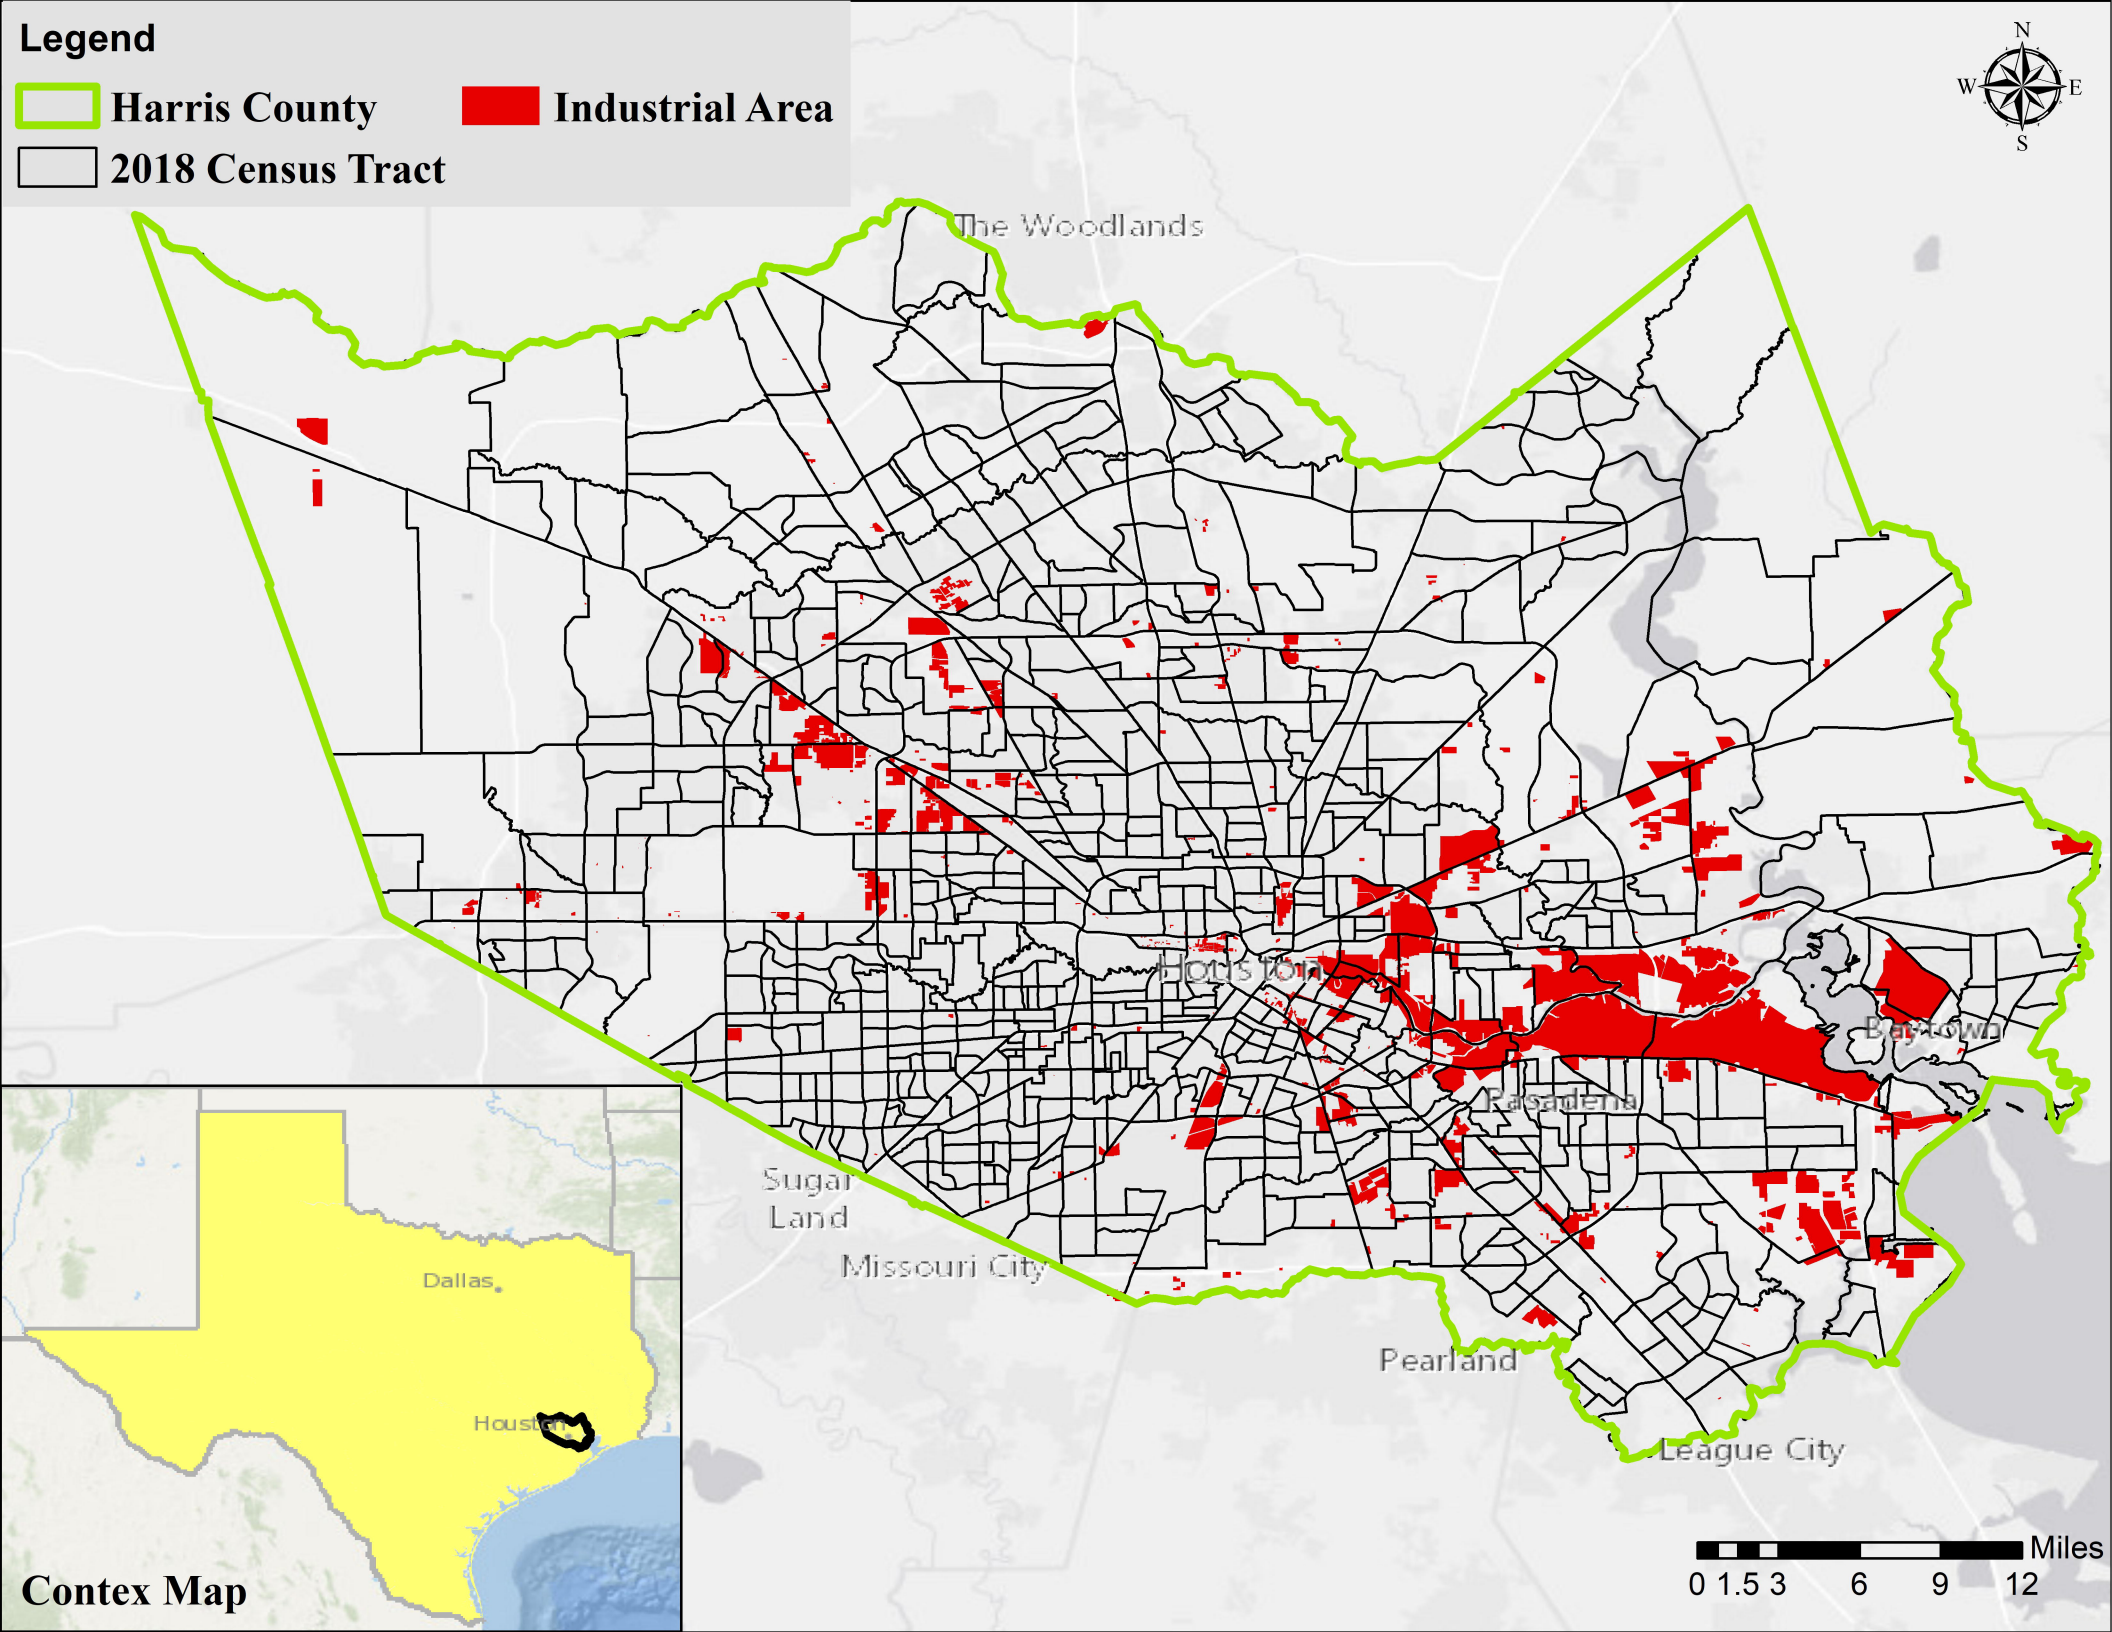 Legend
Harris County
Industrial Area
2018 Census Tract
N
W E
S
The Woodlands
Houston
Baytown
Pasadena
Sugar
Land
Missouri City
Pearland
League City
Dallas
Houston
Contex Map
Miles
0 1.5 3 6 9 12